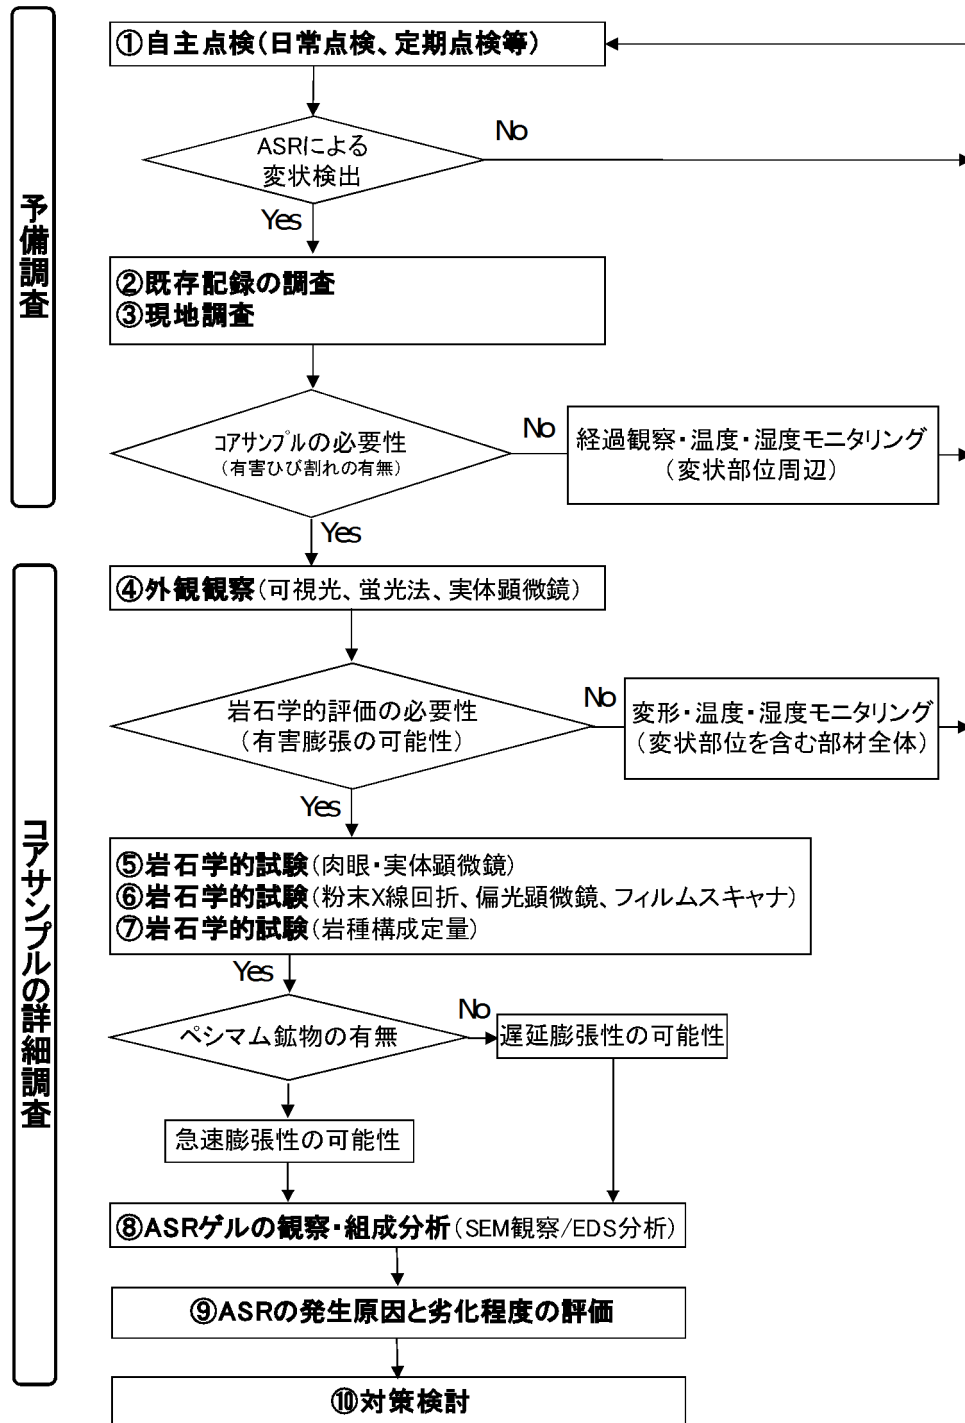 予備調査
①自主点検(日常点検、定期点検等)
ASRによる
変状検出
No
Yes
②既存記録の調査
③現地調査
コアサンプルの必要性
(有害ひび割れの有無)
No
経過観察・温度・湿度モニタリング
(変状部位周辺)
Yes
コアサンプルの詳細調査
④外観観察(可視光、蛍光法、実体顕微鏡)
岩石学的評価の必要性
(有害膨張の可能性)
No
変形・温度・湿度モニタリング
(変状部位を含む部材全体)
Yes
⑤岩石学的試験(肉眼・実体顕微鏡)
⑥岩石学的試験(粉末X線回折、偏光顕微鏡、フィルムスキャナ)
⑦岩石学的試験(岩種構成定量)
Yes
ペシマム鉱物の有無
No
遅延膨張性の可能性
急速膨張性の可能性
⑧ASRゲルの観察・組成分析(SEM観察/EDS分析)
⑨ASRの発生原因と劣化程度の評価
⑩対策検討